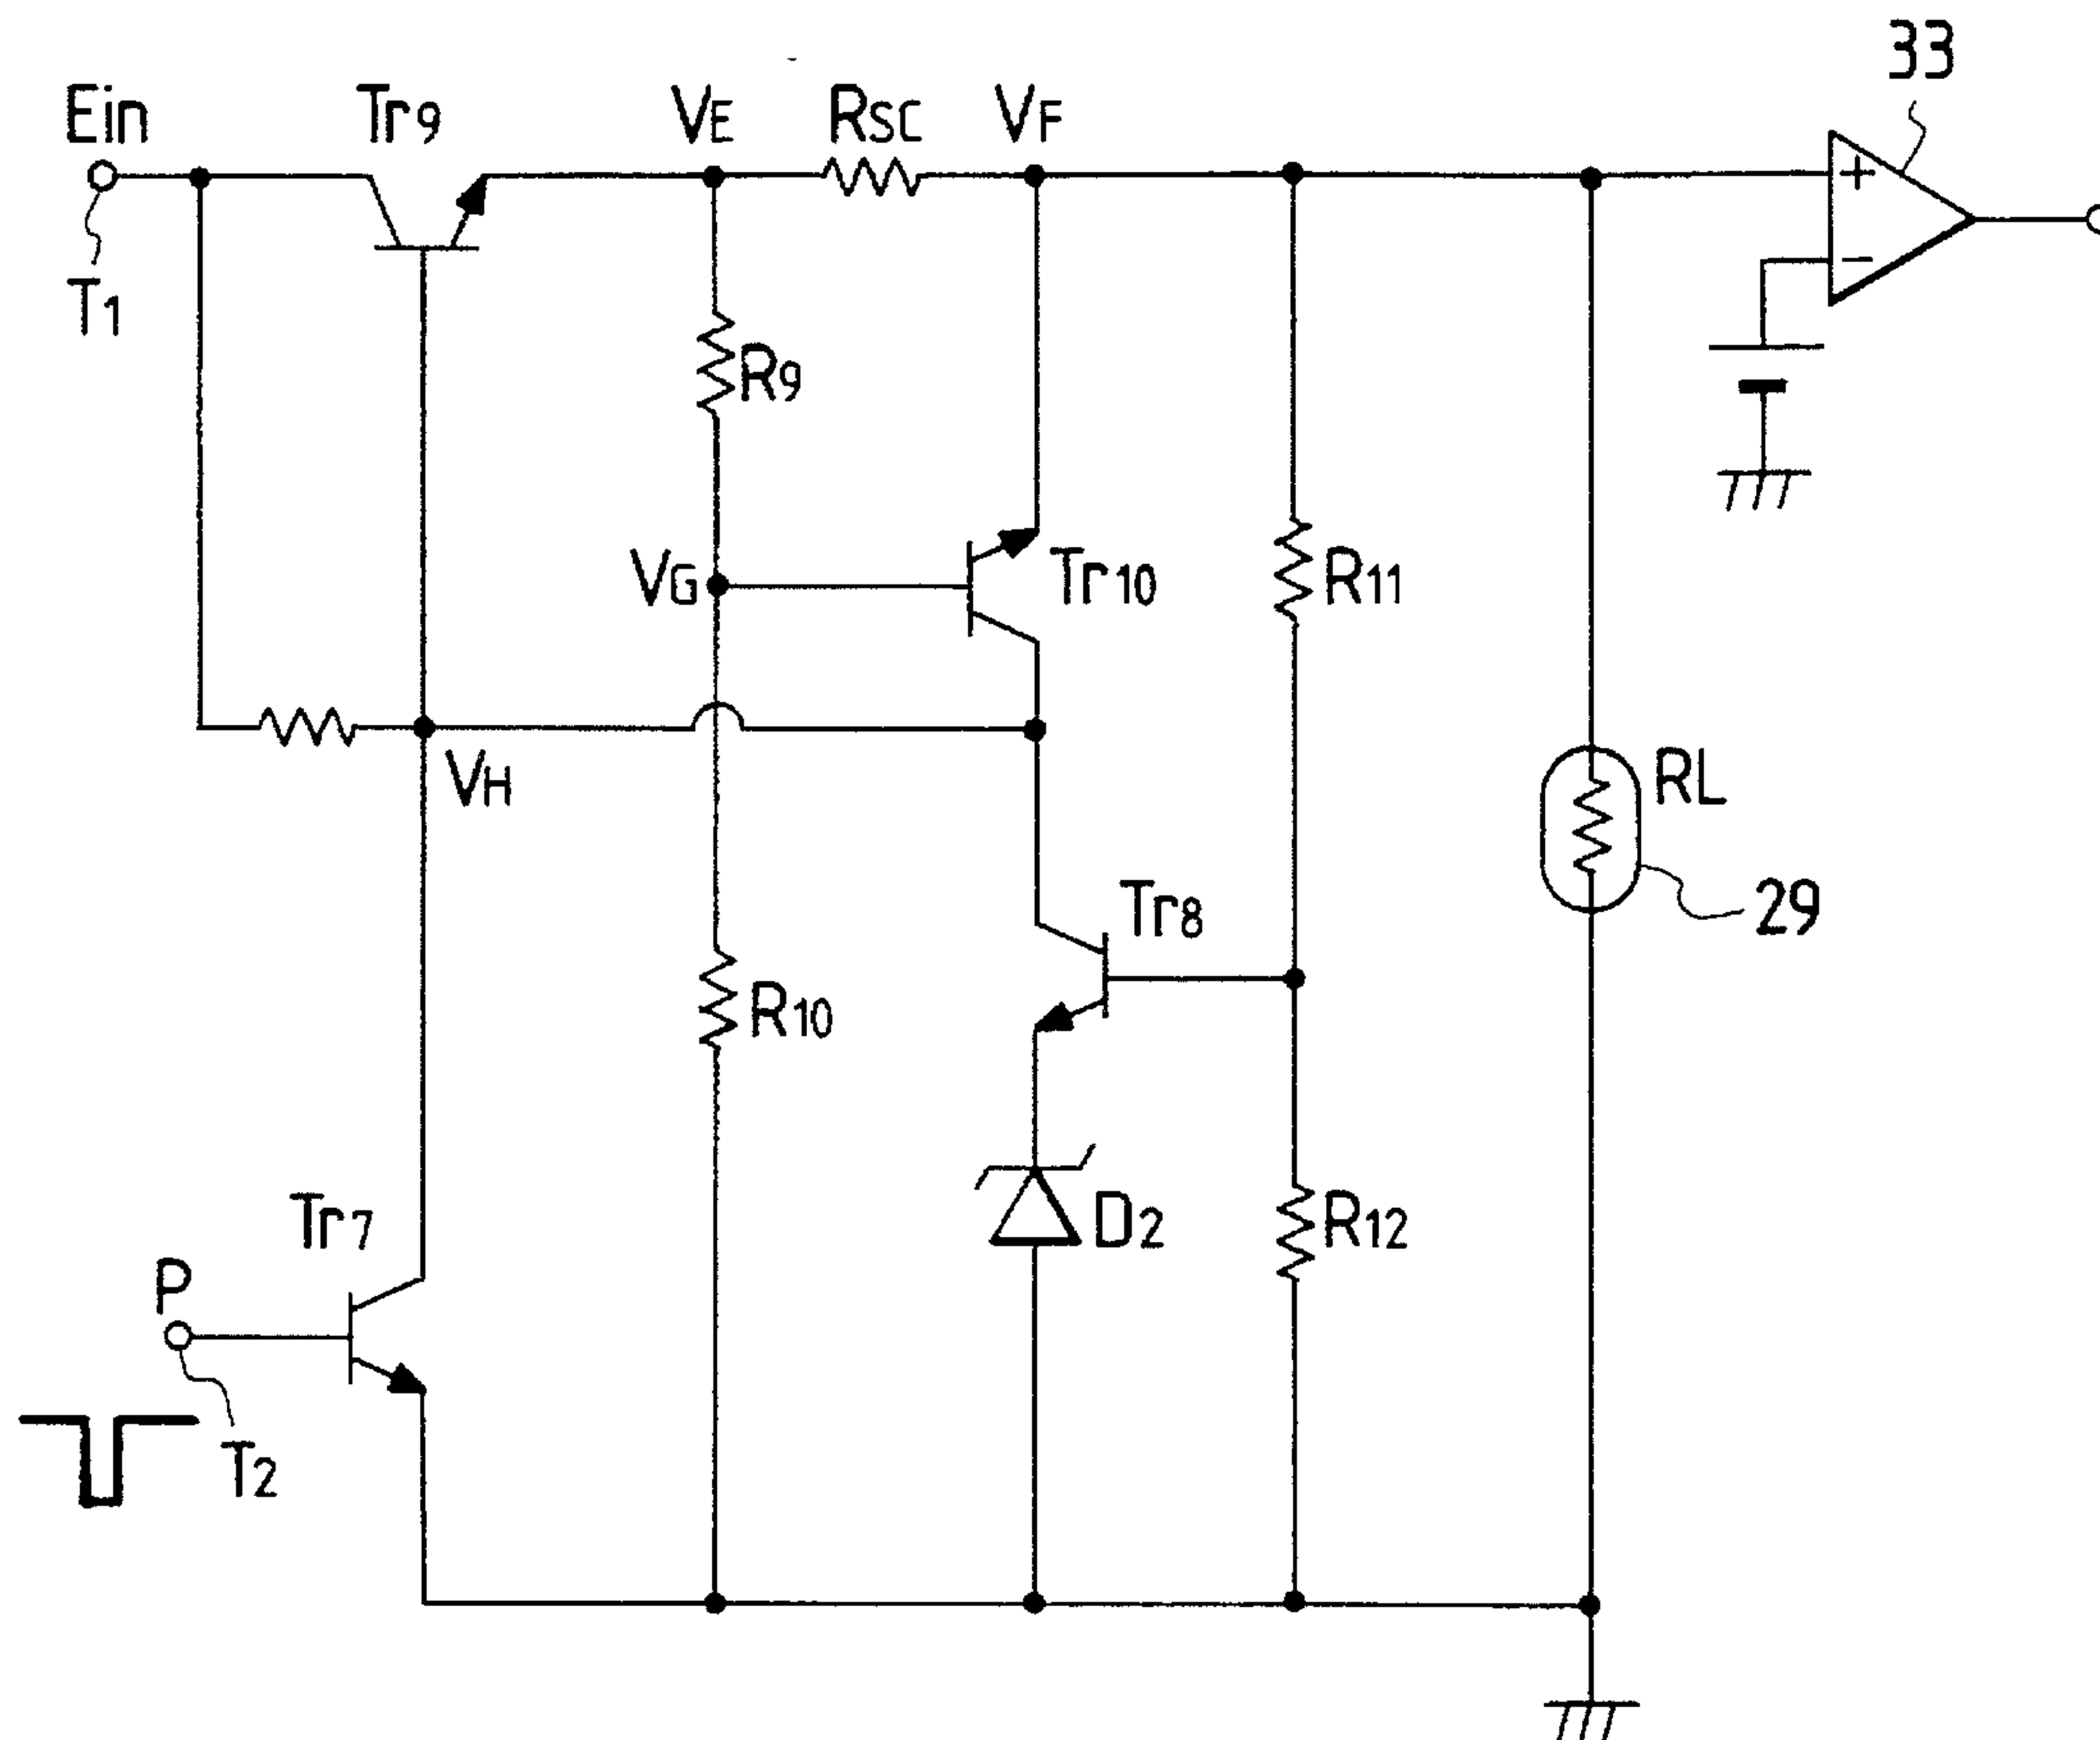 33
Ein
Tr9
VE
RSC
VF
+
−
T1
R9
VG
Tr10
R11
VH
RL
Tr8
29
R10
Tr7
D2
R12
P
T2